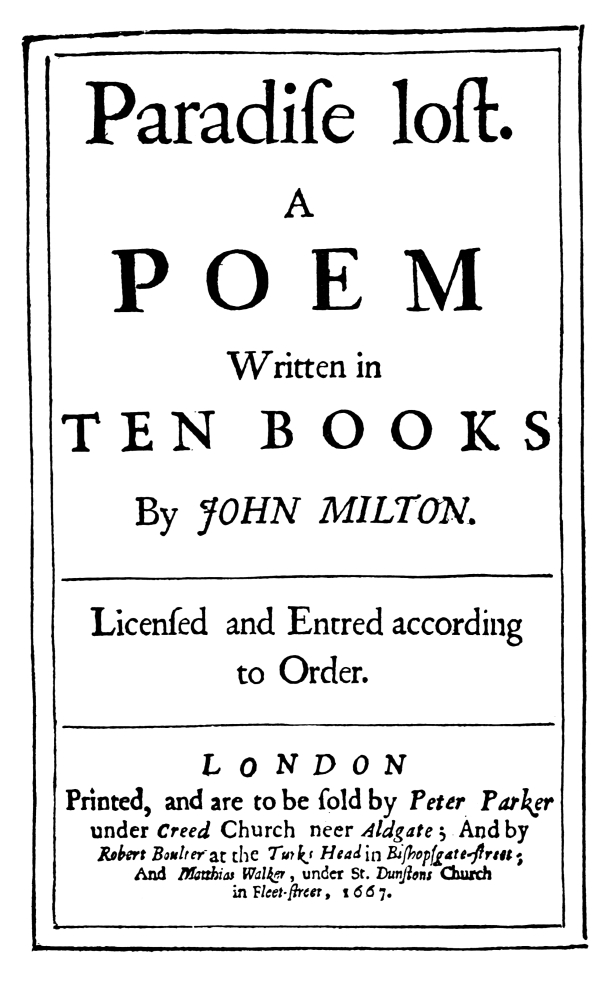 Paradiſe loſt.
A
POEM
Written in
TEN BOOKS
By JOHN MILTON.
Licenſed and Entred according
to Order.
LONDON
Printed, and are to be ſold by Peter Parker
under Creed Church neer Aldgate; And by
Robert Boulter at the Turks Head in Biſhopſgate-ſtreet;
And Matthias Walker, under St. Dunſtons Church
in Fleet-ſtreet, 1667.